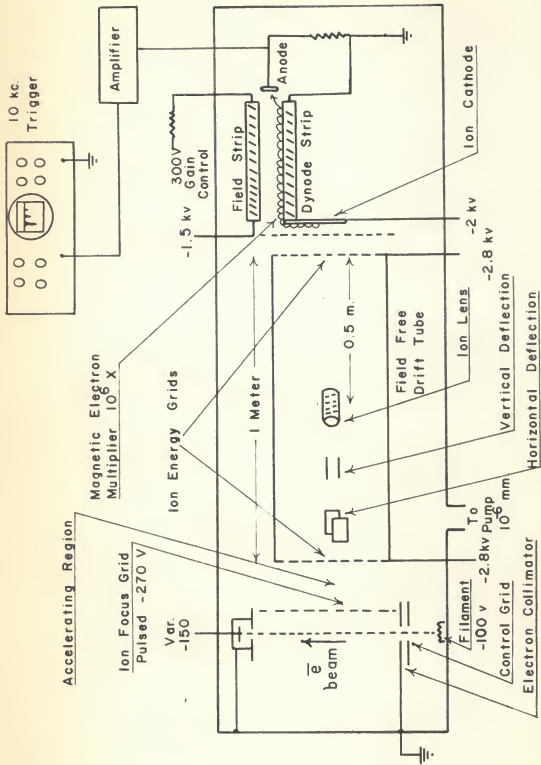 10 kc.
Trigger
Amplifier
300V
Gain
Control
Anode
Field Strip
Dynode Strip
-1.5 kv
Ion Cathode
-2 kv
-2.8 kv
Magnetic Electron
Multiplier 10⁶ X
Ion Energy Grids
1 Meter
0.5 m.
Field Free
Drift Tube
Ion Lens
Vertical Deflection
Horizontal Deflection
Accelerating Region
Ion Focus Grid
Pulsed -270 V
Var.
-150
e̅
beam
To
Pump
10⁻⁶ mm
-2.8kv
Filament
-100 v
Control Grid
Electron Collimator